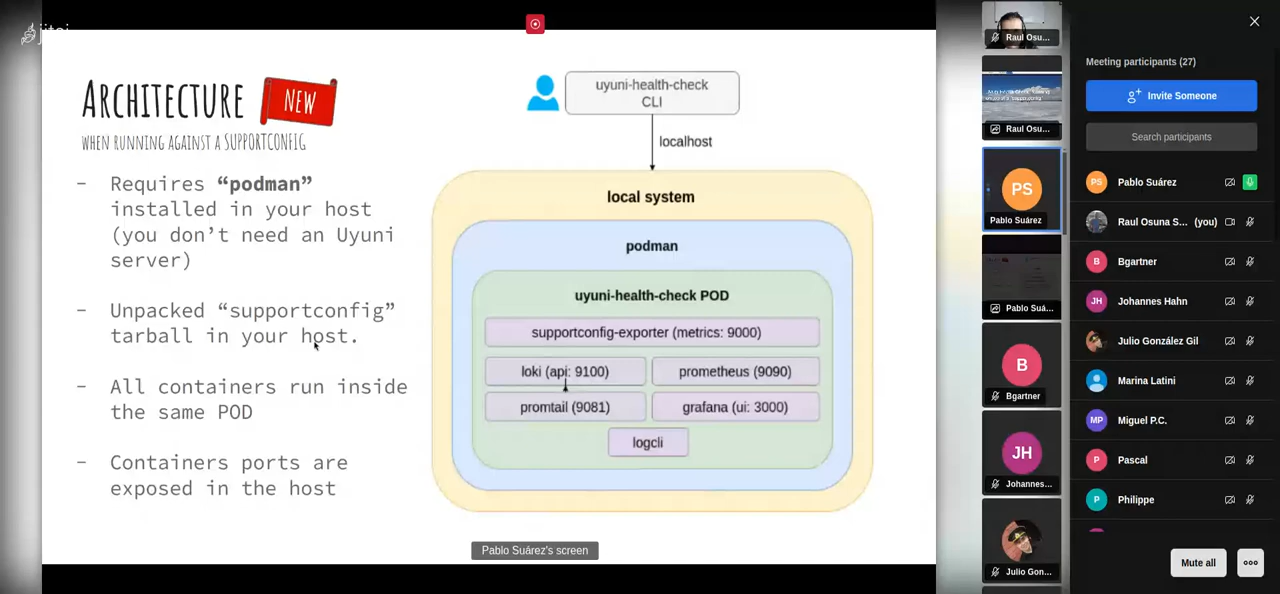 jitsi
ARCHITECTURE
NEW
WHEN RUNNING AGAINST A SUPPORTCONFIG
- Requires “podman”
installed in your host
(you don’t need an Uyuni
server)
- Unpacked “supportconfig”
tarball in your host.
- All containers run inside
the same POD
- Containers ports are
exposed in the host
uyuni-health-check
CLI
localhost
local system
podman
uyuni-health-check POD
supportconfig-exporter (metrics: 9000)
loki (api: 9100)
prometheus (9090)
promtail (9081)
grafana (ui: 3000)
logcli
Pablo Suárez's screen
Raul Osu...
Raul Osu...
PS
Pablo Suárez
Pablo Suá...
B
Bgartner
JH
Johannes...
Julio Gon...
Meeting participants (27)
Invite Someone
Search participants
PS Pablo Suárez
Raul Osuna S... (you)
B Bgartner
JH Johannes Hahn
Julio González Gil
Marina Latini
MP Miguel P.C.
P Pascal
P Philippe
Mute all